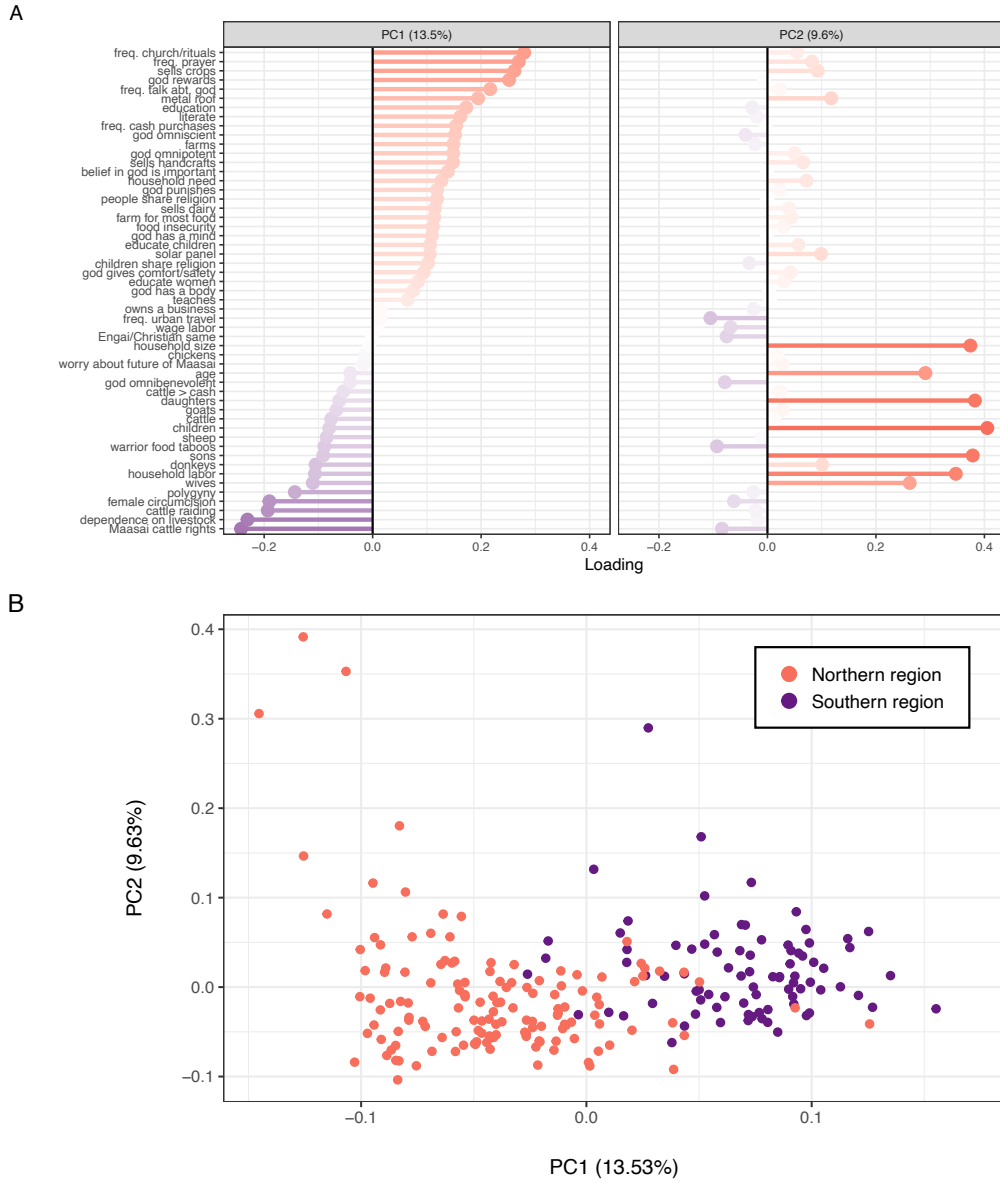 A
PC1 (13.5%)
PC2 (9.6%)
freq. church/rituals
freq. prayer
sells crops
god rewards
freq. talk abt. god
metal roof
education
literate
freq. cash purchases
god omniscient
farms
god omnipotent
sells handcrafts
belief in god is important
household need
god punishes
people share religion
sells dairy
farm for most food
food insecurity
god has a mind
educate children
solar panel
children share religion
god gives comfort/safety
educate women
god has a body
teaches
owns a business
freq. urban travel
wage labor
Engai/Christian same
household size
chickens
worry about future of Maasai
age
god omnibenevolent
cattle > cash
daughters
goats
cattle
children
sheep
warrior food taboos
sons
donkeys
household labor
wives
polygyny
female circumcision
cattle raiding
dependence on livestock
Maasai cattle rights
−0.2 0.0 0.2 0.4 −0.2 0.0 0.2 0.4
Loading
B
0.4
0.3
0.2
0.1
0.0
−0.1
PC2 (9.63%)
Northern region
Southern region
−0.1 0.0 0.1
PC1 (13.53%)